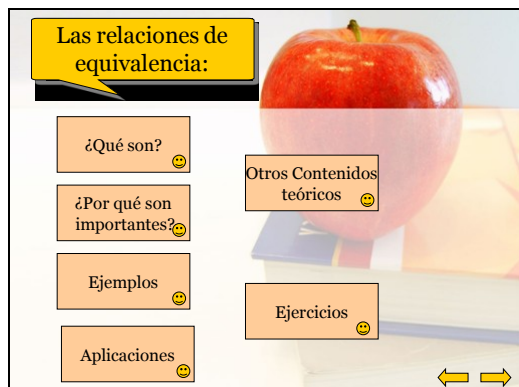 Las relaciones de
equivalencia:
¿Qué son?
¿Por qué son
importantes?
Ejemplos
Aplicaciones
Otros Contenidos
teóricos
Ejercicios